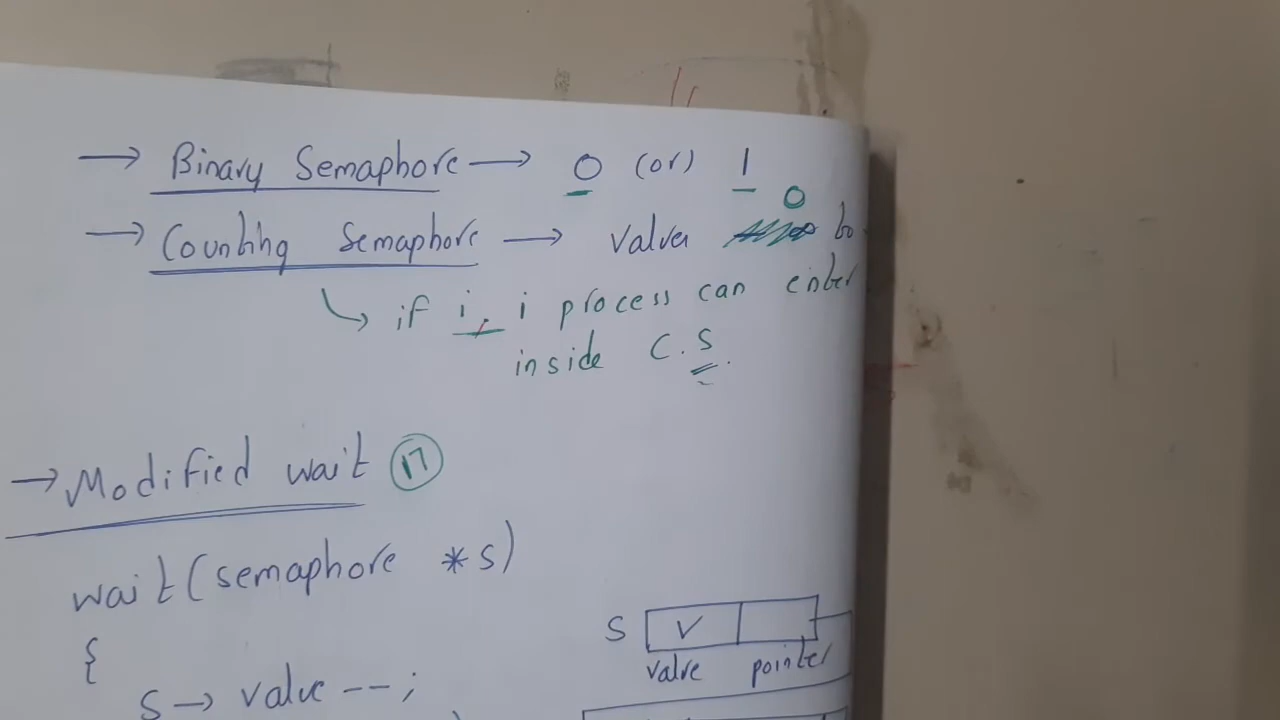 → Binary Semaphore → 0 (or) 1
→ Counting Semaphore → value 0 to
↳ if i, i process can enter
inside C.S.
→ Modified wait 17
wait(semaphore *s)
{
s → value --;
S V
value pointer